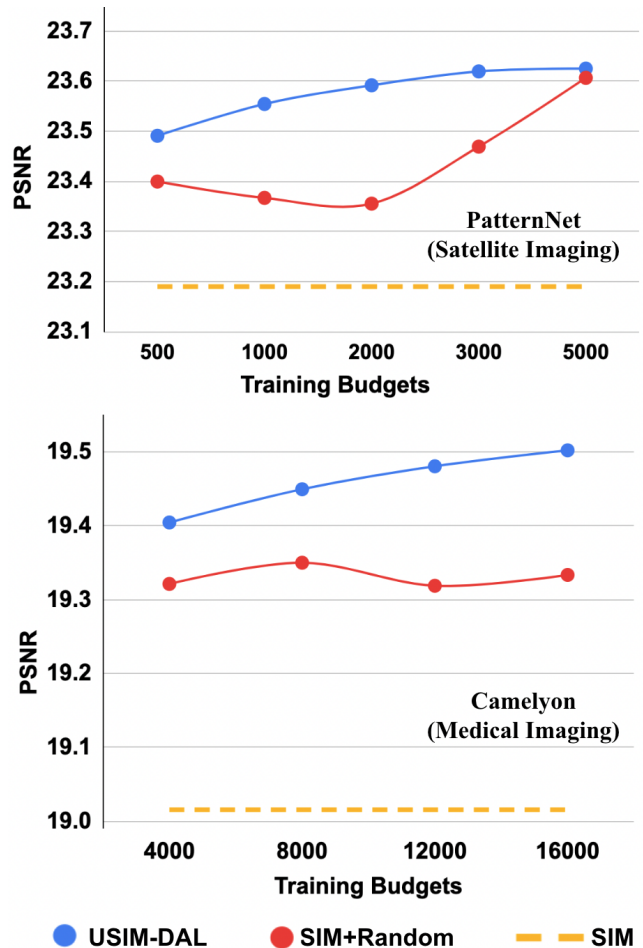 23.7
23.6
23.5
23.4
23.3
23.2
23.1
PSNR
PatternNet
(Satellite Imaging)
500 1000 2000 3000 5000
Training Budgets
19.5
19.4
19.3
19.2
19.1
19.0
PSNR
Camelyon
(Medical Imaging)
4000 8000 12000 16000
Training Budgets
USIM-DAL SIM+Random SIM